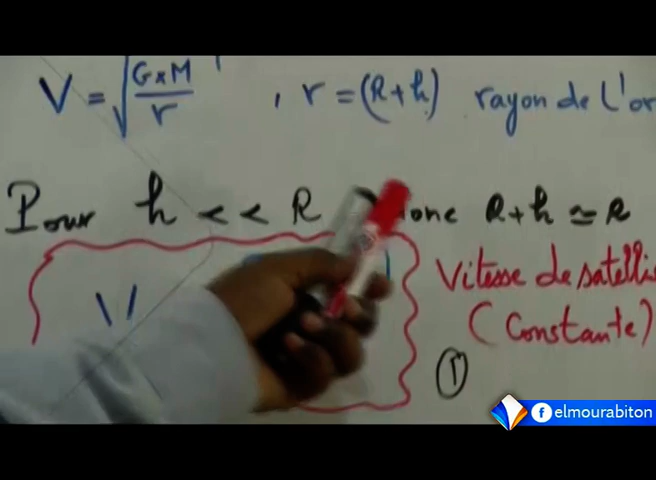 V = √(G×M / r) , r = (R+h) rayon de l'or
Pour h << R donc R+h ≃ R
V
Vitesse de satelli
(Constante)
①
elmourabiton